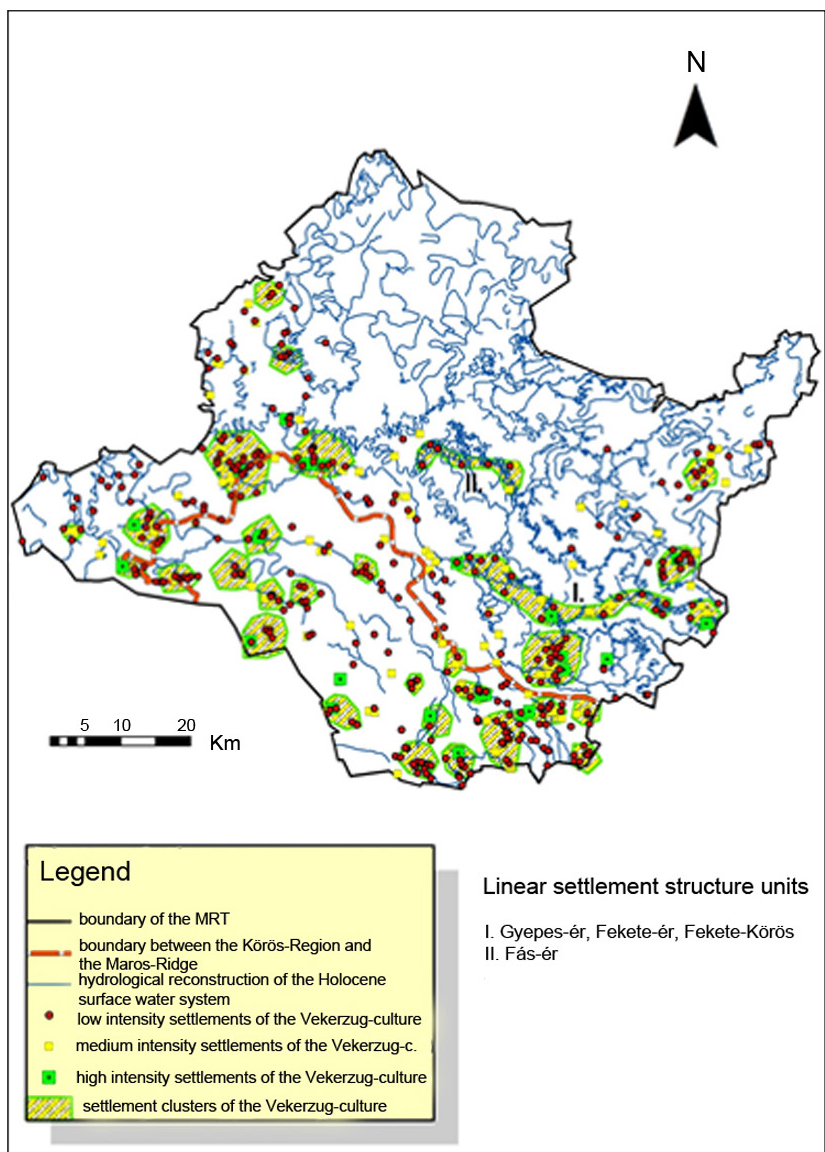 N
II.
I.
5 10 20
Km
Legend
boundary of the MRT
boundary between the Körös-Region and
the Maros-Ridge
hydrological reconstruction of the Holocene
surface water system
low intensity settlements of the Vekerzug-culture
medium intensity settlements of the Vekerzug-c.
high intensity settlements of the Vekerzug-culture
settlement clusters of the Vekerzug-culture
Linear settlement structure units
I. Gyepes-ér, Fekete-ér, Fekete-Körös
II. Fás-ér